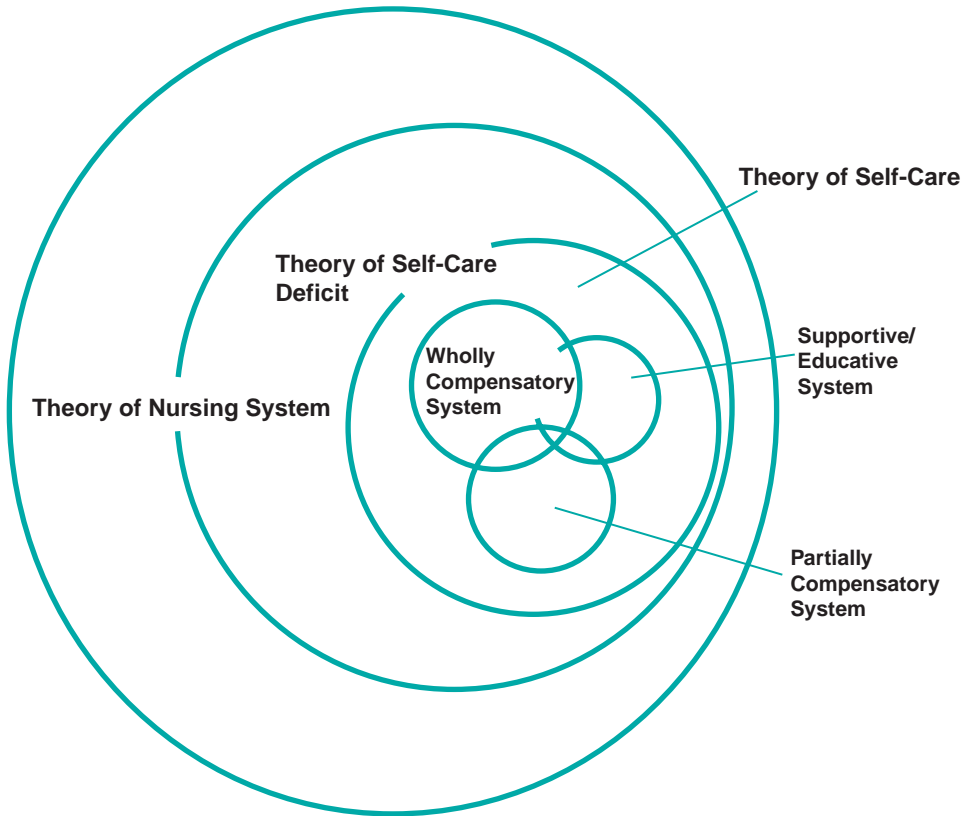 Theory of Self-Care
Theory of Self-Care
Deficit
Supportive/
Educative
System
Wholly
Compensatory
System
Theory of Nursing System
Partially
Compensatory
System